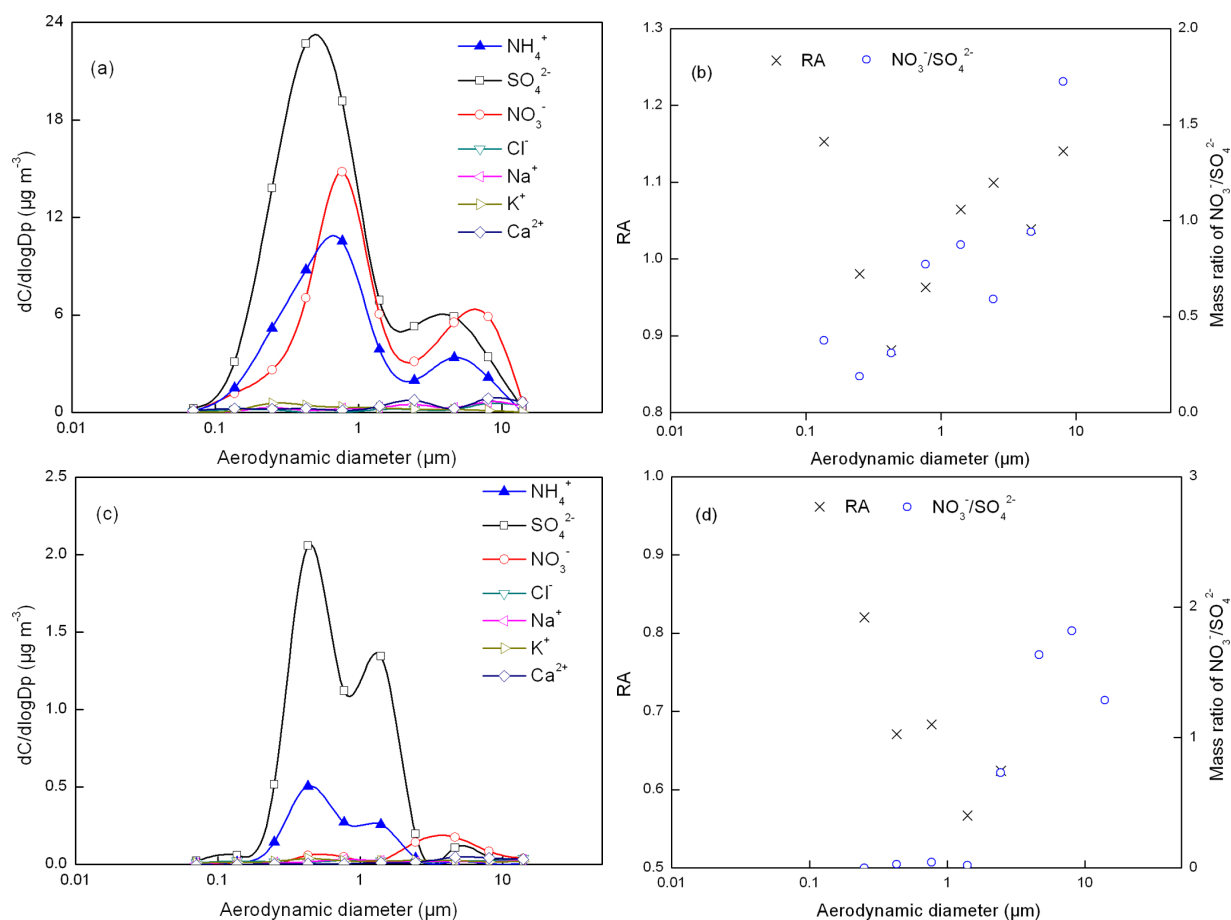 (a)
24
18
12
6
0
0.01
0.1
1
10
dC/dlogDp (µg m⁻³)
Aerodynamic diameter (µm)
NH₄⁺
SO₄²⁻
NO₃⁻
Cl⁻
Na⁺
K⁺
Ca²⁺
(b)
RA
NO₃⁻/SO₄²⁻
1.3
1.2
1.1
1.0
0.9
0.8
RA
0.01
0.1
1
10
Aerodynamic diameter (µm)
2.0
1.5
1.0
0.5
0.0
Mass ratio of NO₃⁻/SO₄²⁻
(c)
2.5
2.0
1.5
1.0
0.5
0.0
0.01
0.1
1
10
dC/dlogDp (µg m⁻³)
Aerodynamic diameter (µm)
NH₄⁺
SO₄²⁻
NO₃⁻
Cl⁻
Na⁺
K⁺
Ca²⁺
(d)
RA
NO₃⁻/SO₄²⁻
1.0
0.9
0.8
0.7
0.6
0.5
RA
0.01
0.1
1
10
Aerodynamic diameter (µm)
3
2
1
0
Mass ratio of NO₃⁻/SO₄²⁻